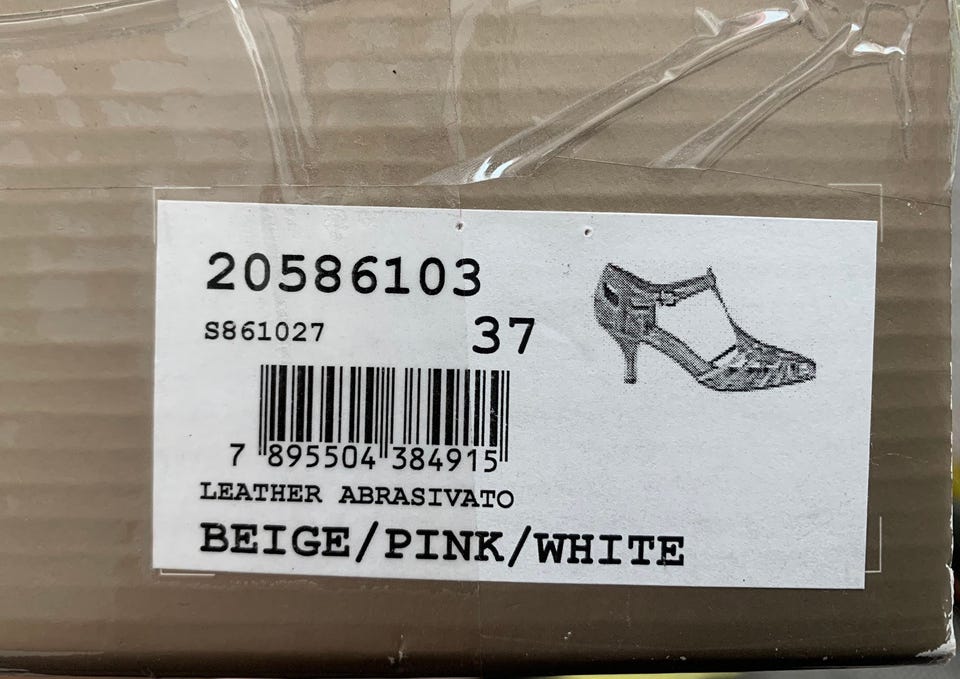 20586103
S861027 37
7 895504 384915
LEATHER ABRASIVATO
BEIGE/PINK/WHITE